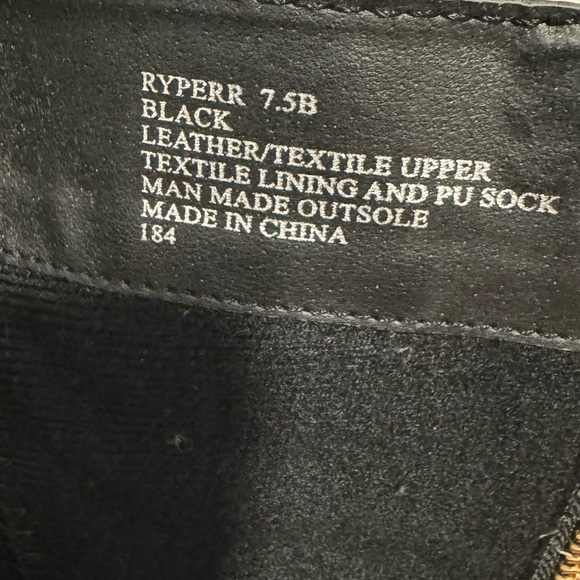 RYPERR 7.5B
BLACK
LEATHER/TEXTILE UPPER
TEXTILE LINING AND PU SOCK
MAN MADE OUTSOLE
MADE IN CHINA
184